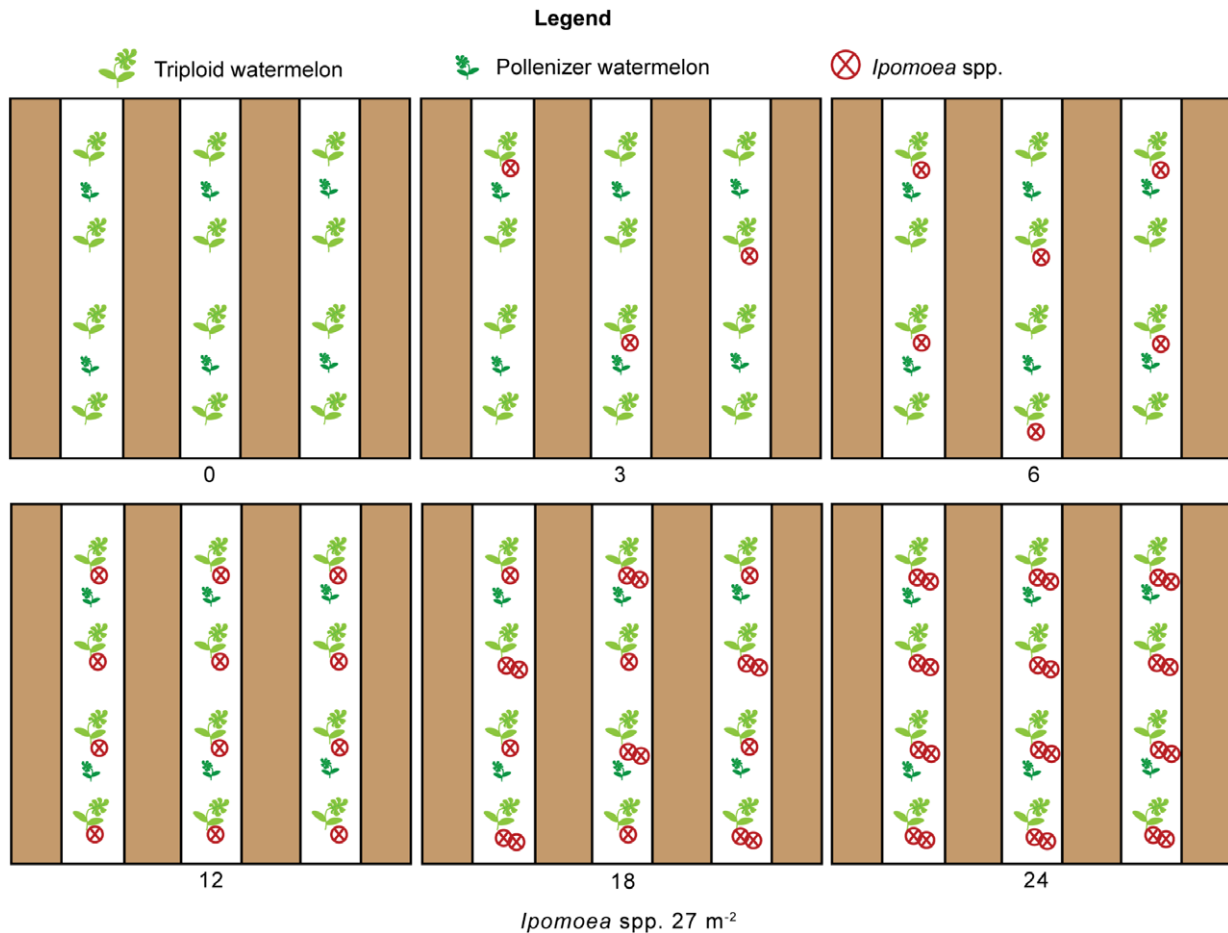 Legend
Triploid watermelon Pollenizer watermelon Ipomoea spp.
0 3 6
12 18 24
Ipomoea spp. 27 m⁻²